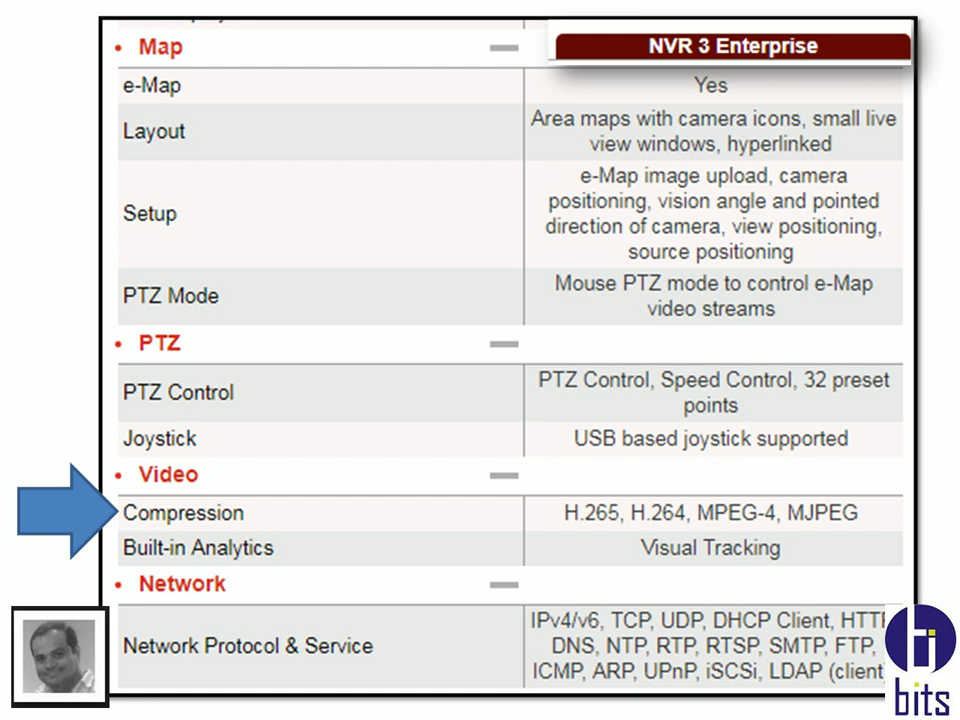 • Map
NVR 3 Enterprise
e-Map
Yes
Layout
Area maps with camera icons, small live
view windows, hyperlinked
Setup
e-Map image upload, camera
positioning, vision angle and pointed
direction of camera, view positioning,
source positioning
PTZ Mode
Mouse PTZ mode to control e-Map
video streams
• PTZ
PTZ Control
PTZ Control, Speed Control, 32 preset
points
Joystick
USB based joystick supported
• Video
Compression
H.265, H.264, MPEG-4, MJPEG
Built-in Analytics
Visual Tracking
• Network
Network Protocol & Service
IPv4/v6, TCP, UDP, DHCP Client,
DNS, NTP, RTP, RTSP, SMTP, FTP,
ICMP, ARP, UPnP, iSCSi, LDAP (client
bits